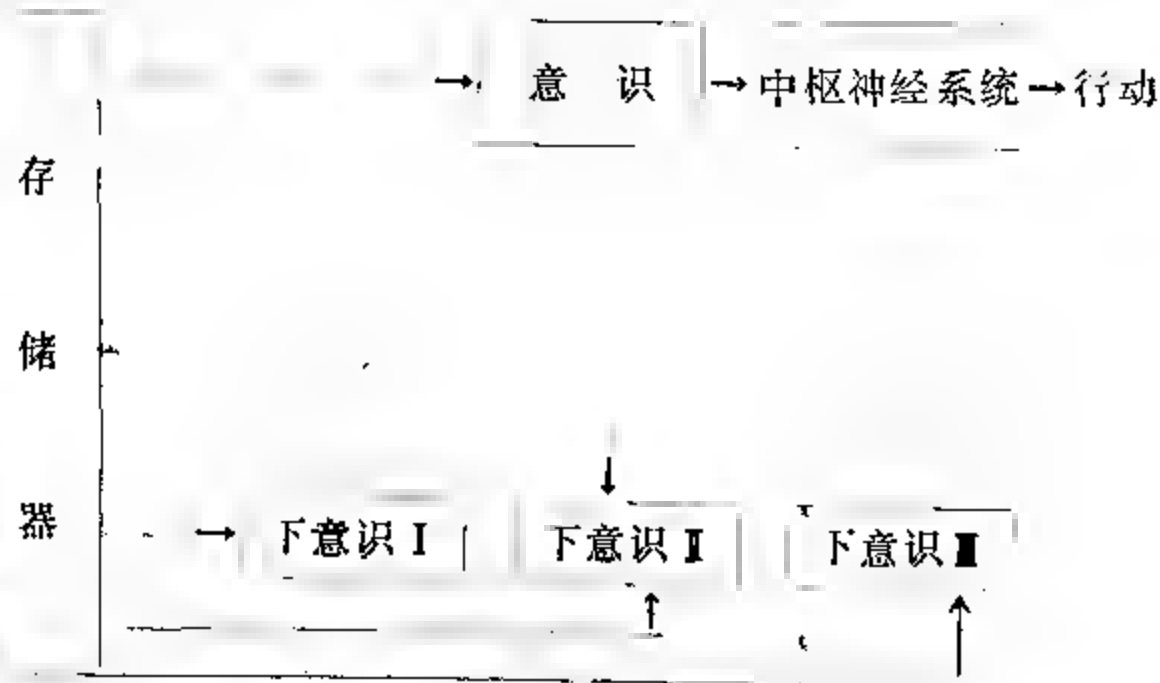 → 意 识 → 中枢神经系统 → 行动
存
储
器
→ 下意识 Ⅰ 下意识 Ⅱ 下意识 Ⅲ